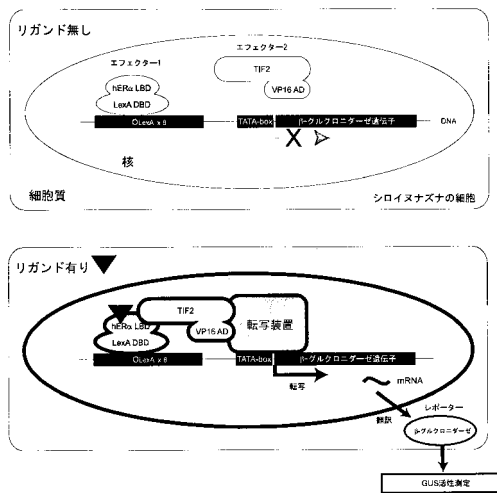 リガンド無し
エフェクター1
エフェクター2
hERα LBD
TIF2
LexA DBD
VP16 AD
OLexA x 8
TATA-box
β-グルクロニダーゼ遺伝子
DNA
X
核
細胞質
シロイヌナズナの細胞
リガンド有り
hERα LBD
TIF2
転写装置
LexA DBD
VP16 AD
OLexA x 8
TATA-box
β-グルクロニダーゼ遺伝子
転写
mRNA
翻訳
レポーター
β-グルクロニダーゼ
GUS活性測定